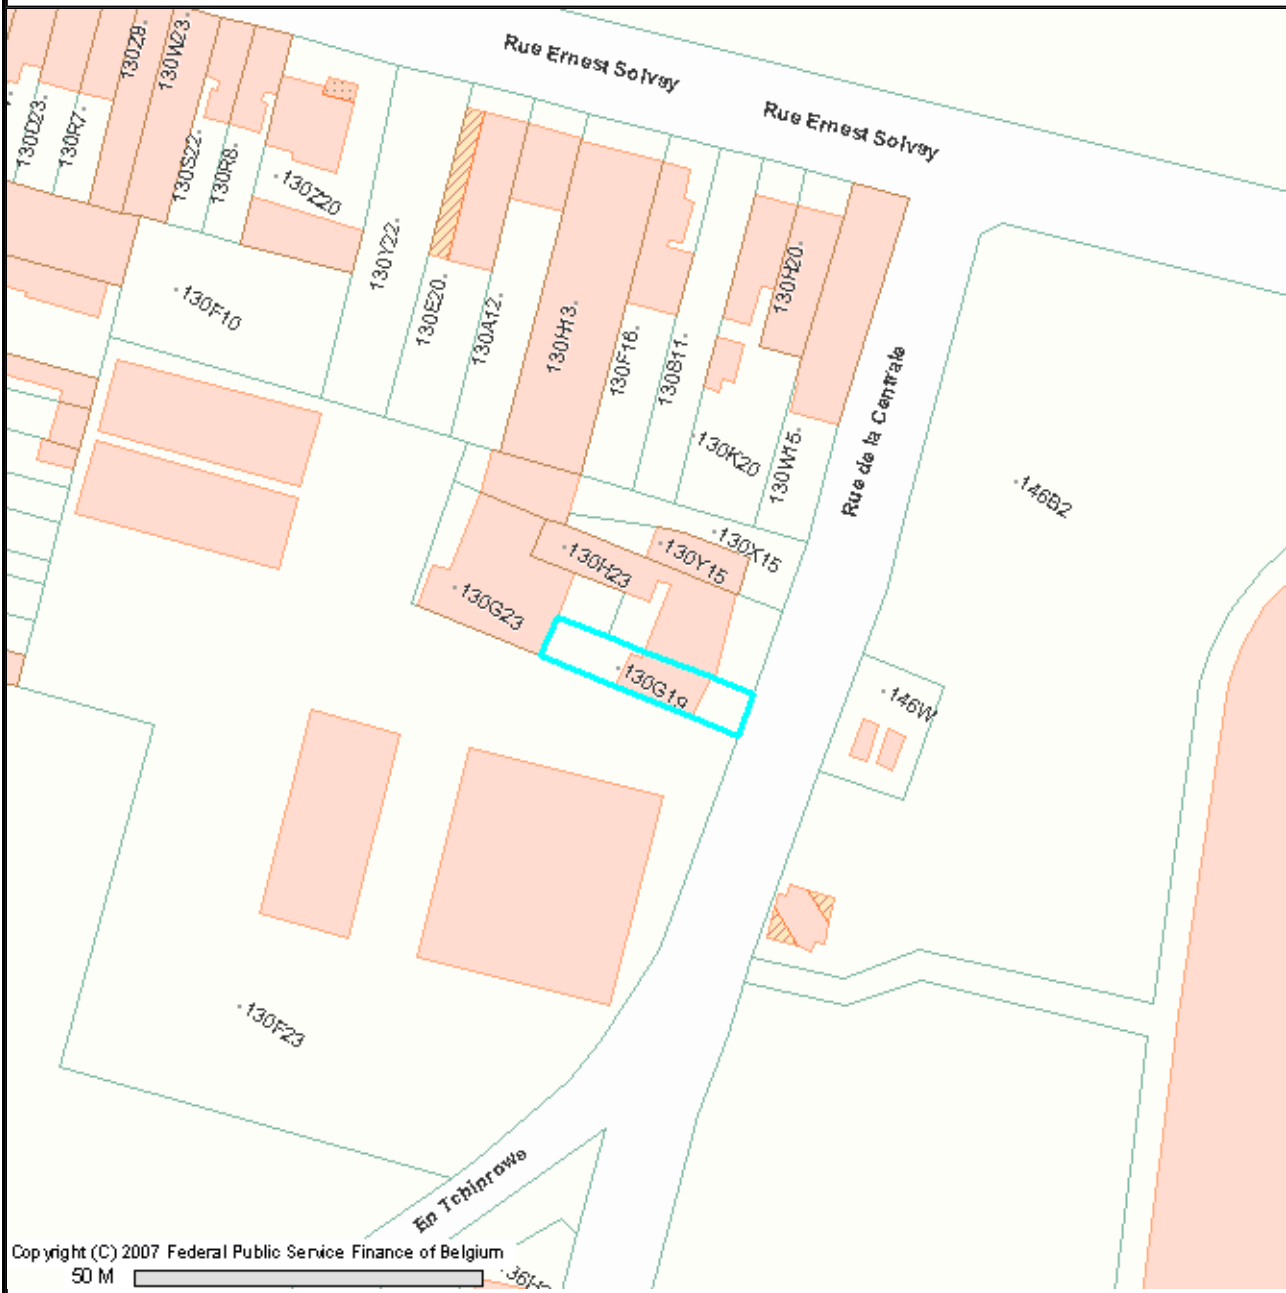 Rue Ernest Solvay
Rue Ernest Solvay
130Z9
130W23
130D23
130R7
130S22
130R8
130Z20
130Y22
130F10
130E20
130A12
130H13
130F16
130B11
130H20
130K20
130W15
Rue de la Centrale
146B2
130X15
130Y15
130H23
130G23
130G19
146W
130F23
En Tchiprowe
Copyright (C) 2007 Federal Public Service Finance of Belgium
50 M